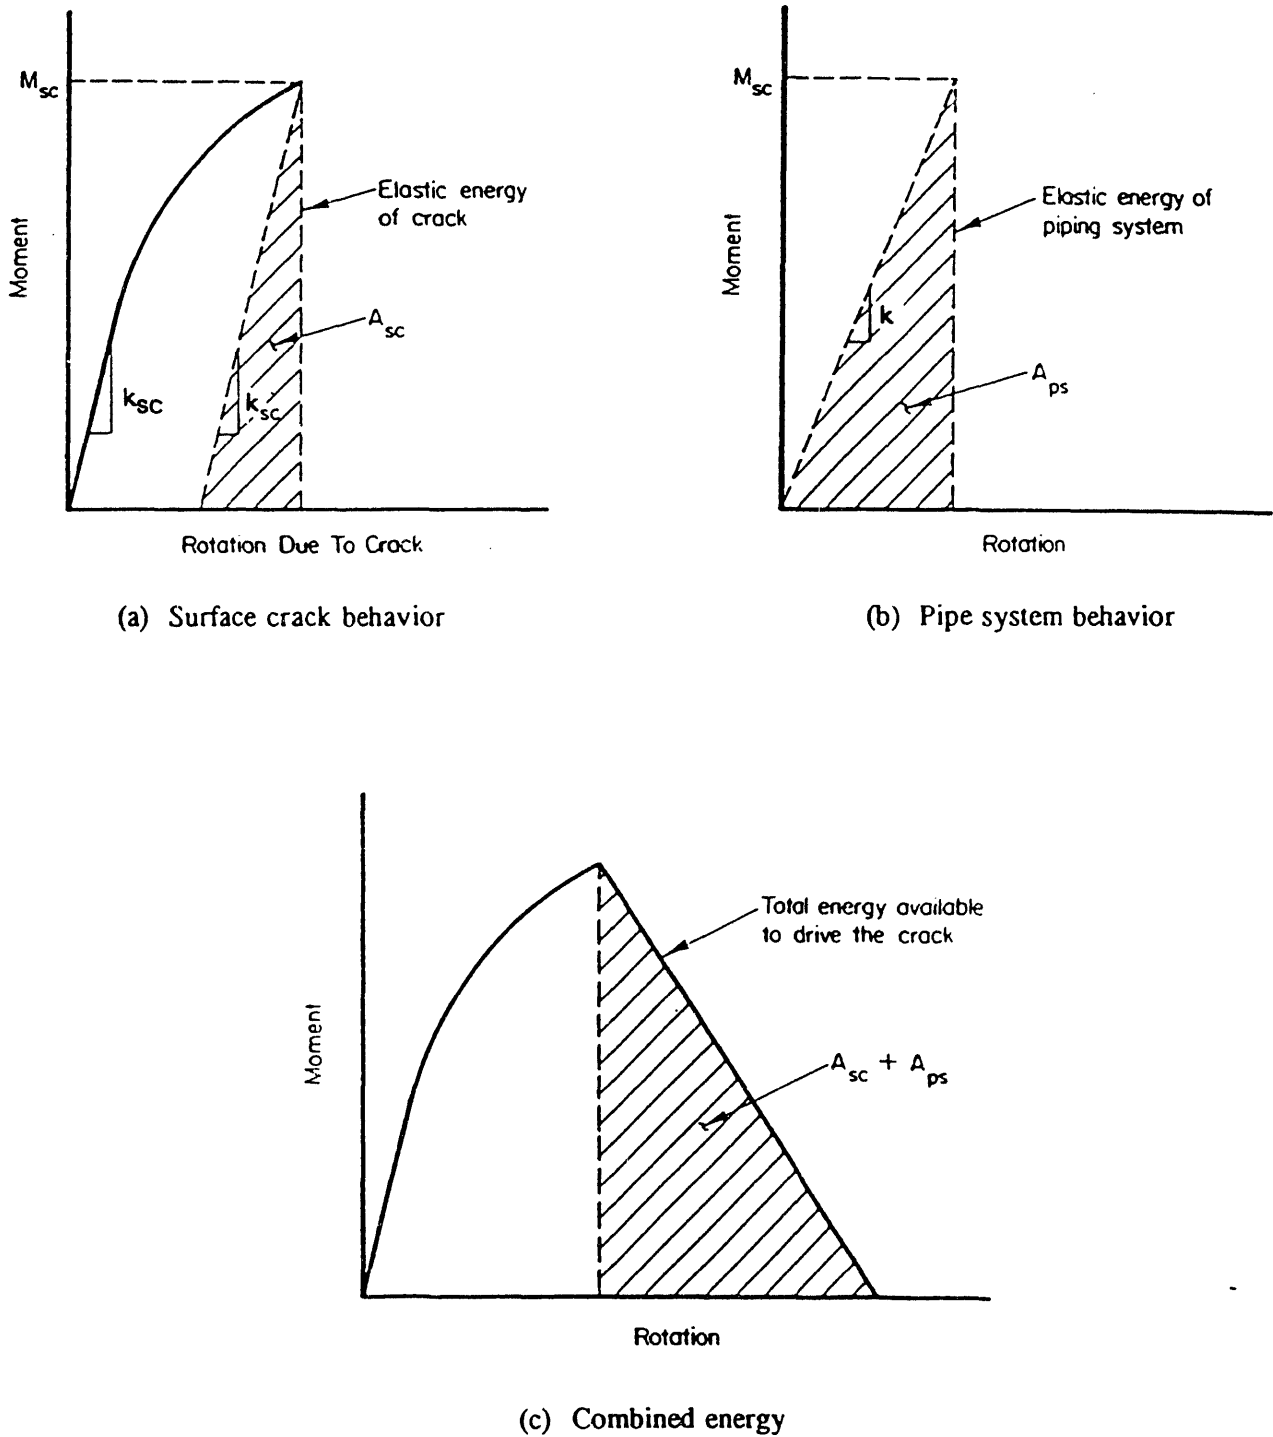 M_sc
Moment
Elastic energy
of crack
A_sc
k_sc
k_sc
Rotation Due To Crack
(a) Surface crack behavior
M_sc
Moment
Elastic energy of
piping system
k
A_ps
Rotation
(b) Pipe system behavior
Moment
Total energy available
to drive the crack
A_sc + A_ps
Rotation
(c) Combined energy